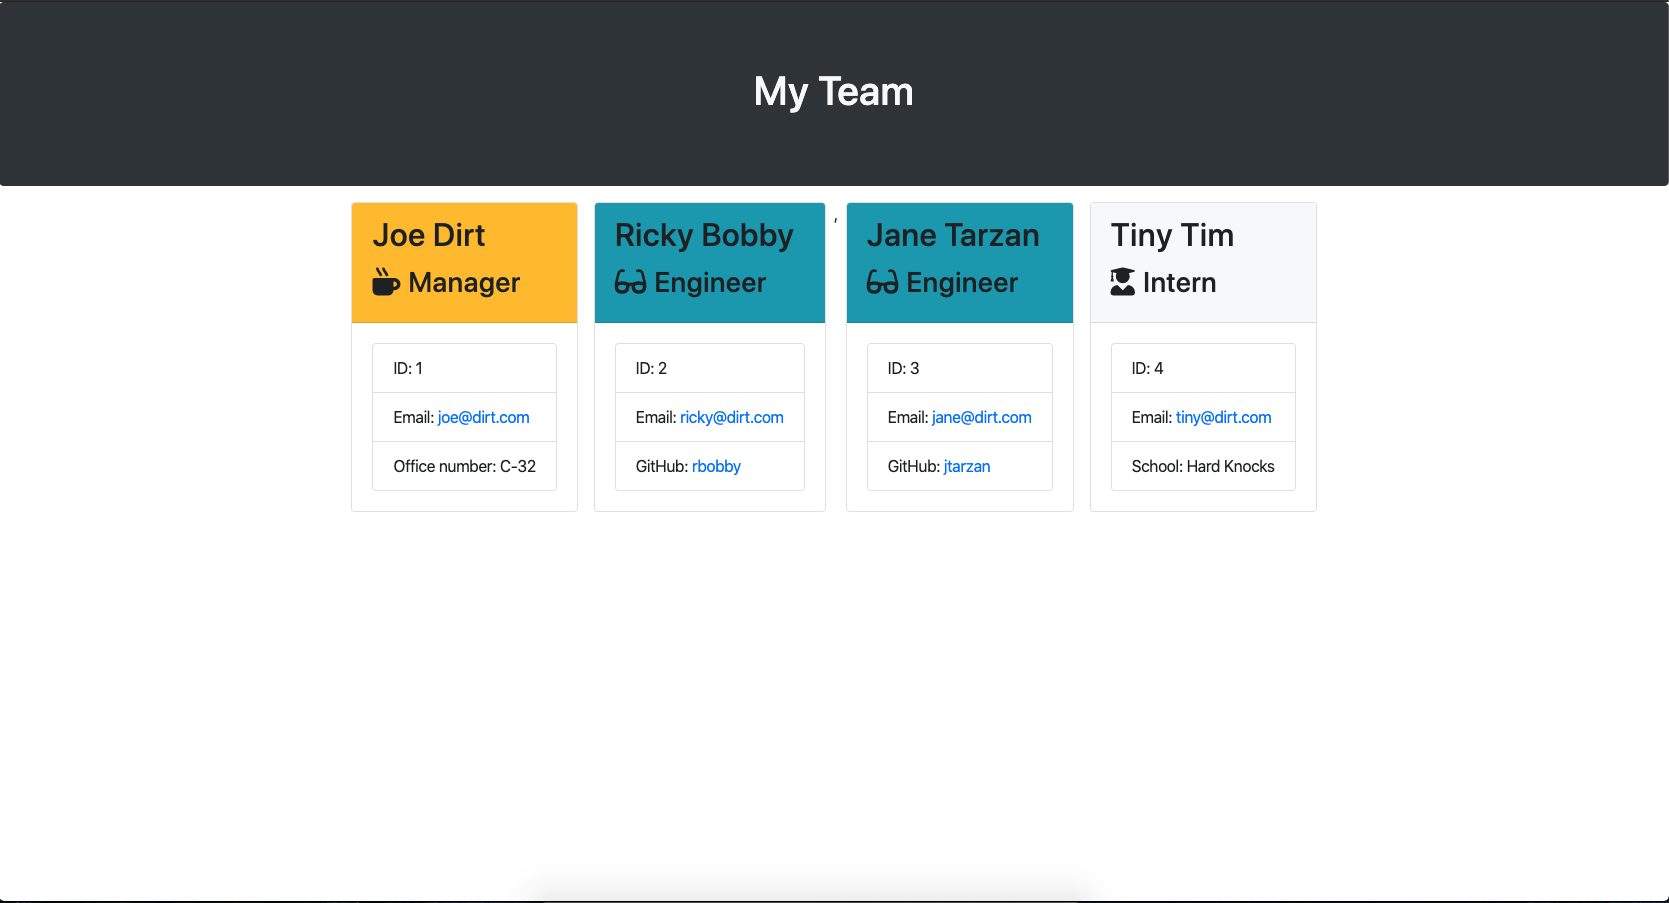 My Team
Joe Dirt
Manager
ID: 1
Email: joe@dirt.com
Office number: C-32
Ricky Bobby
Engineer
ID: 2
Email: ricky@dirt.com
GitHub: rbobby
,
Jane Tarzan
Engineer
ID: 3
Email: jane@dirt.com
GitHub: jtarzan
Tiny Tim
Intern
ID: 4
Email: tiny@dirt.com
School: Hard Knocks